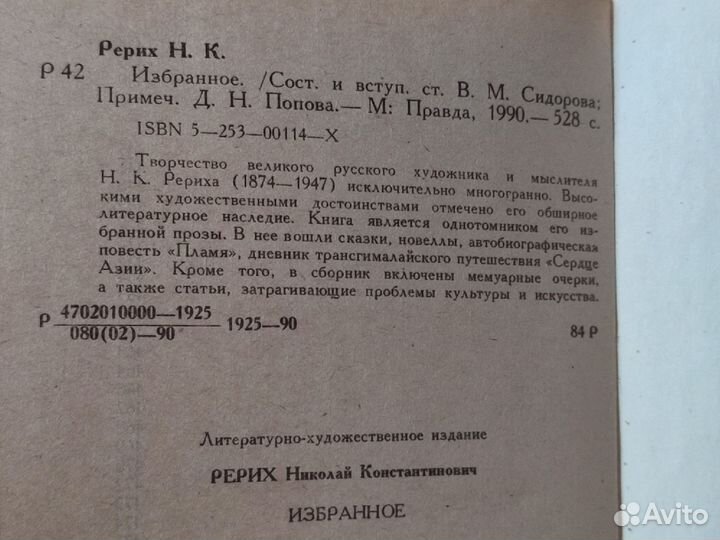 Рерих Н. К.
Р 42 Избранное. /Сост. и вступ. ст. В. М. Сидорова;
Примеч. Д. Н. Попова.— М: Правда, 1990.— 528 с.
ISBN 5—253—00114—X
Творчество великого русского художника и мыслителя
Н. К. Рериха (1874—1947) исключительно многогранно. Высо-
кими художественными достоинствами отмечено его обширное
литературное наследие. Книга является однотомником его из-
бранной прозы. В нее вошли сказки, новеллы, автобиографическая
повесть «Пламя», дневник трансгималайского путешествия «Сердце
Азии». Кроме того, в сборник включены мемуарные очерки,
а также статьи, затрагивающие проблемы культуры и искусства.
Р 4702010000—1925
080(02)—90
1925—90
84 Р
Литературно-художественное издание
РЕРИХ Николай Константинович
ИЗБРАННОЕ
Avito